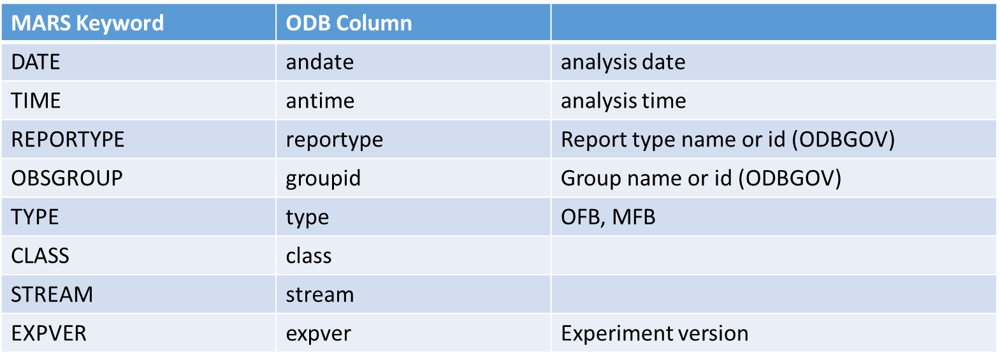 MARS Keyword ODB Column
DATE andate analysis date
TIME antime analysis time
REPORTYPE reportype Report type name or id (ODBGOV)
OBSGROUP groupid Group name or id (ODBGOV)
TYPE type OFB, MFB
CLASS class
STREAM stream
EXPVER expver Experiment version